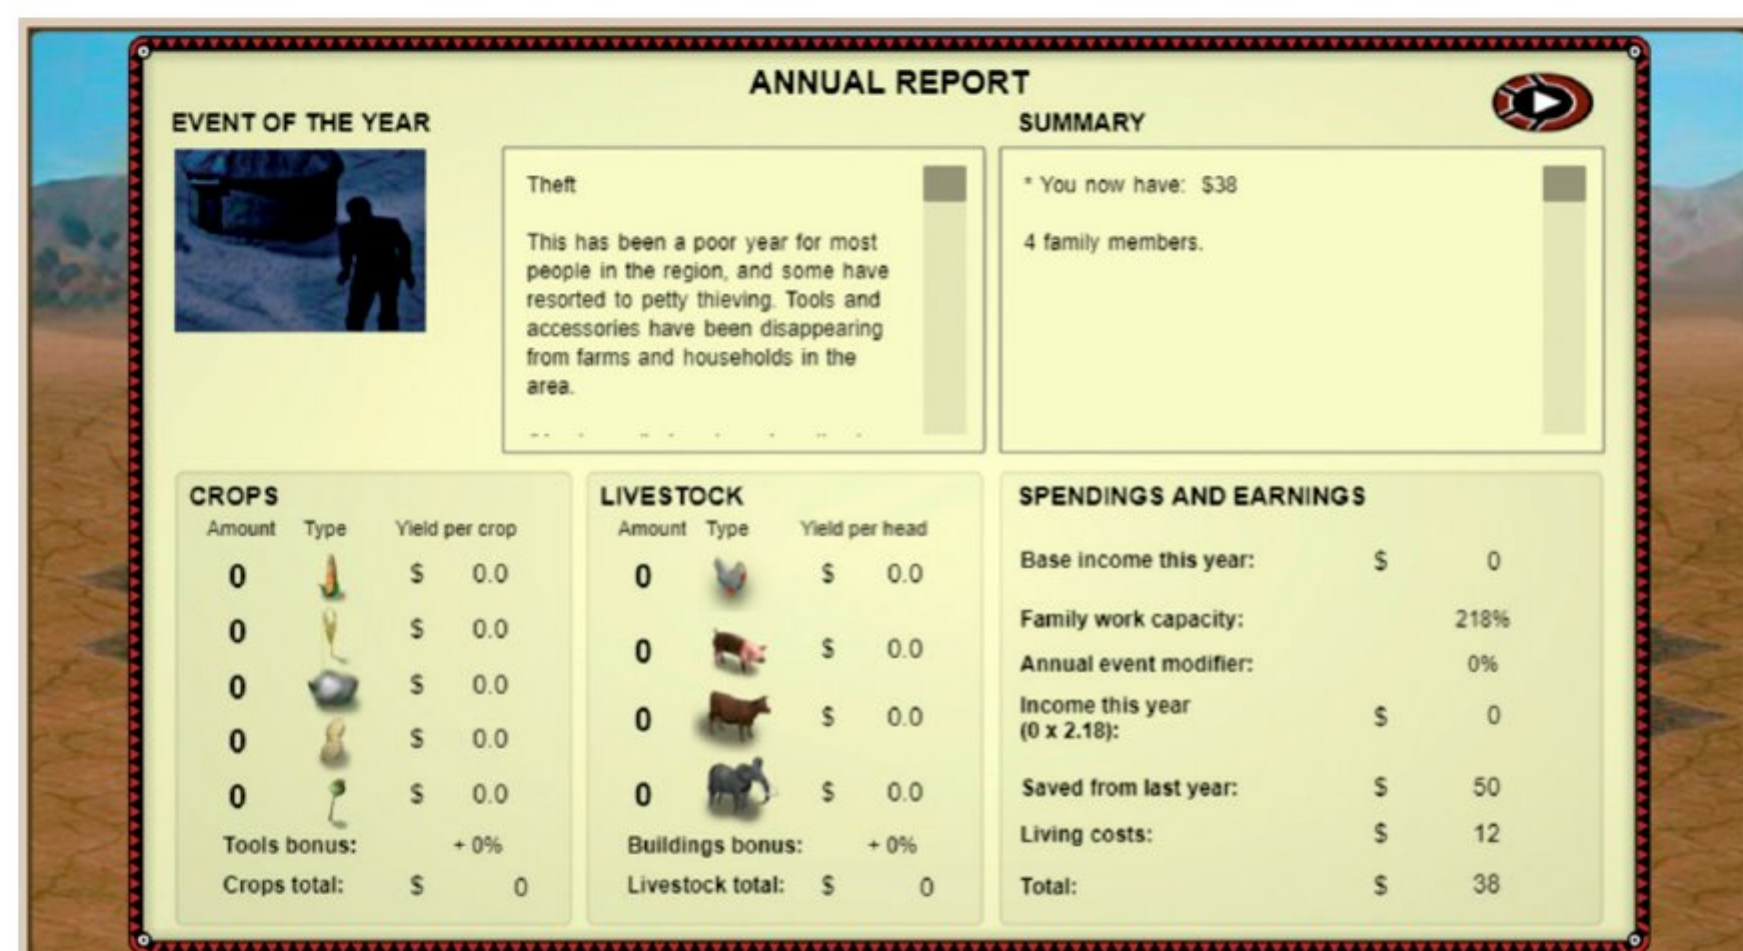 ANNUAL REPORT
EVENT OF THE YEAR
Theft
This has been a poor year for most
people in the region, and some have
resorted to petty thieving. Tools and
accessories have been disappearing
from farms and households in the
area.
SUMMARY
* You now have: $38
4 family members.
CROPS
Amount Type Yield per crop
0 $ 0.0
0 $ 0.0
0 $ 0.0
0 $ 0.0
0 $ 0.0
Tools bonus: + 0%
Crops total: $ 0
LIVESTOCK
Amount Type Yield per head
0 $ 0.0
0 $ 0.0
0 $ 0.0
0 $ 0.0
Buildings bonus: + 0%
Livestock total: $ 0
SPENDINGS AND EARNINGS
Base income this year: $ 0
Family work capacity: 218%
Annual event modifier: 0%
Income this year
(0 x 2.18): $ 0
Saved from last year: $ 50
Living costs: $ 12
Total: $ 38